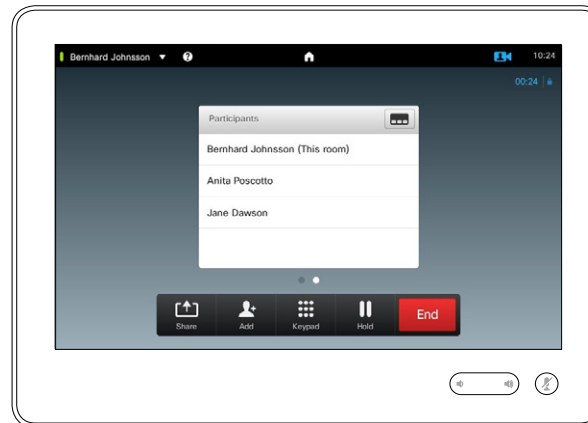 Bernhard Johnsson
10:24
00:24
Participants
Bernhard Johnsson (This room)
Anita Poscotto
Jane Dawson
Share
Add
Keypad
Hold
End